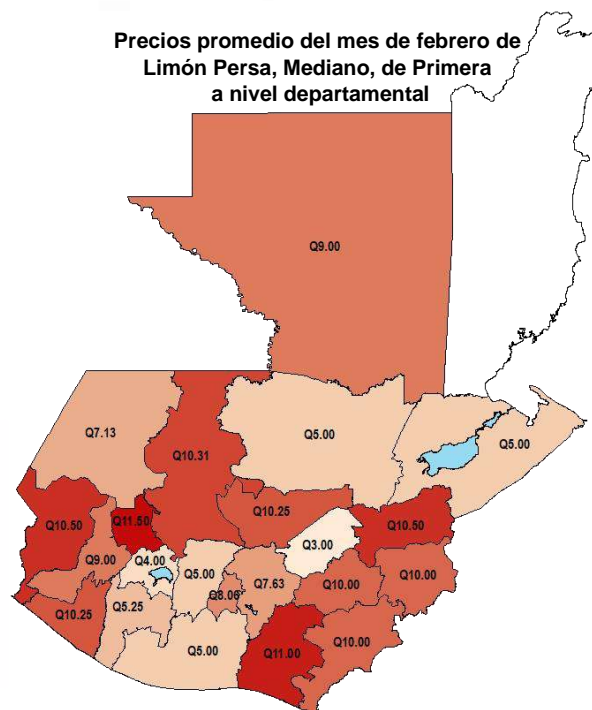 Precios promedio del mes de febrero de
Limón Persa, Mediano, de Primera
a nivel departamental
Q9.00
Q7.13
Q5.00
Q5.00
Q10.31
Q10.50
Q11.50
Q10.25
Q10.50
Q3.00
Q9.00
Q4.00
Q5.00
Q7.63
Q10.00
Q10.00
Q8.06
Q10.25
Q5.25
Q10.00
Q5.00
Q11.00